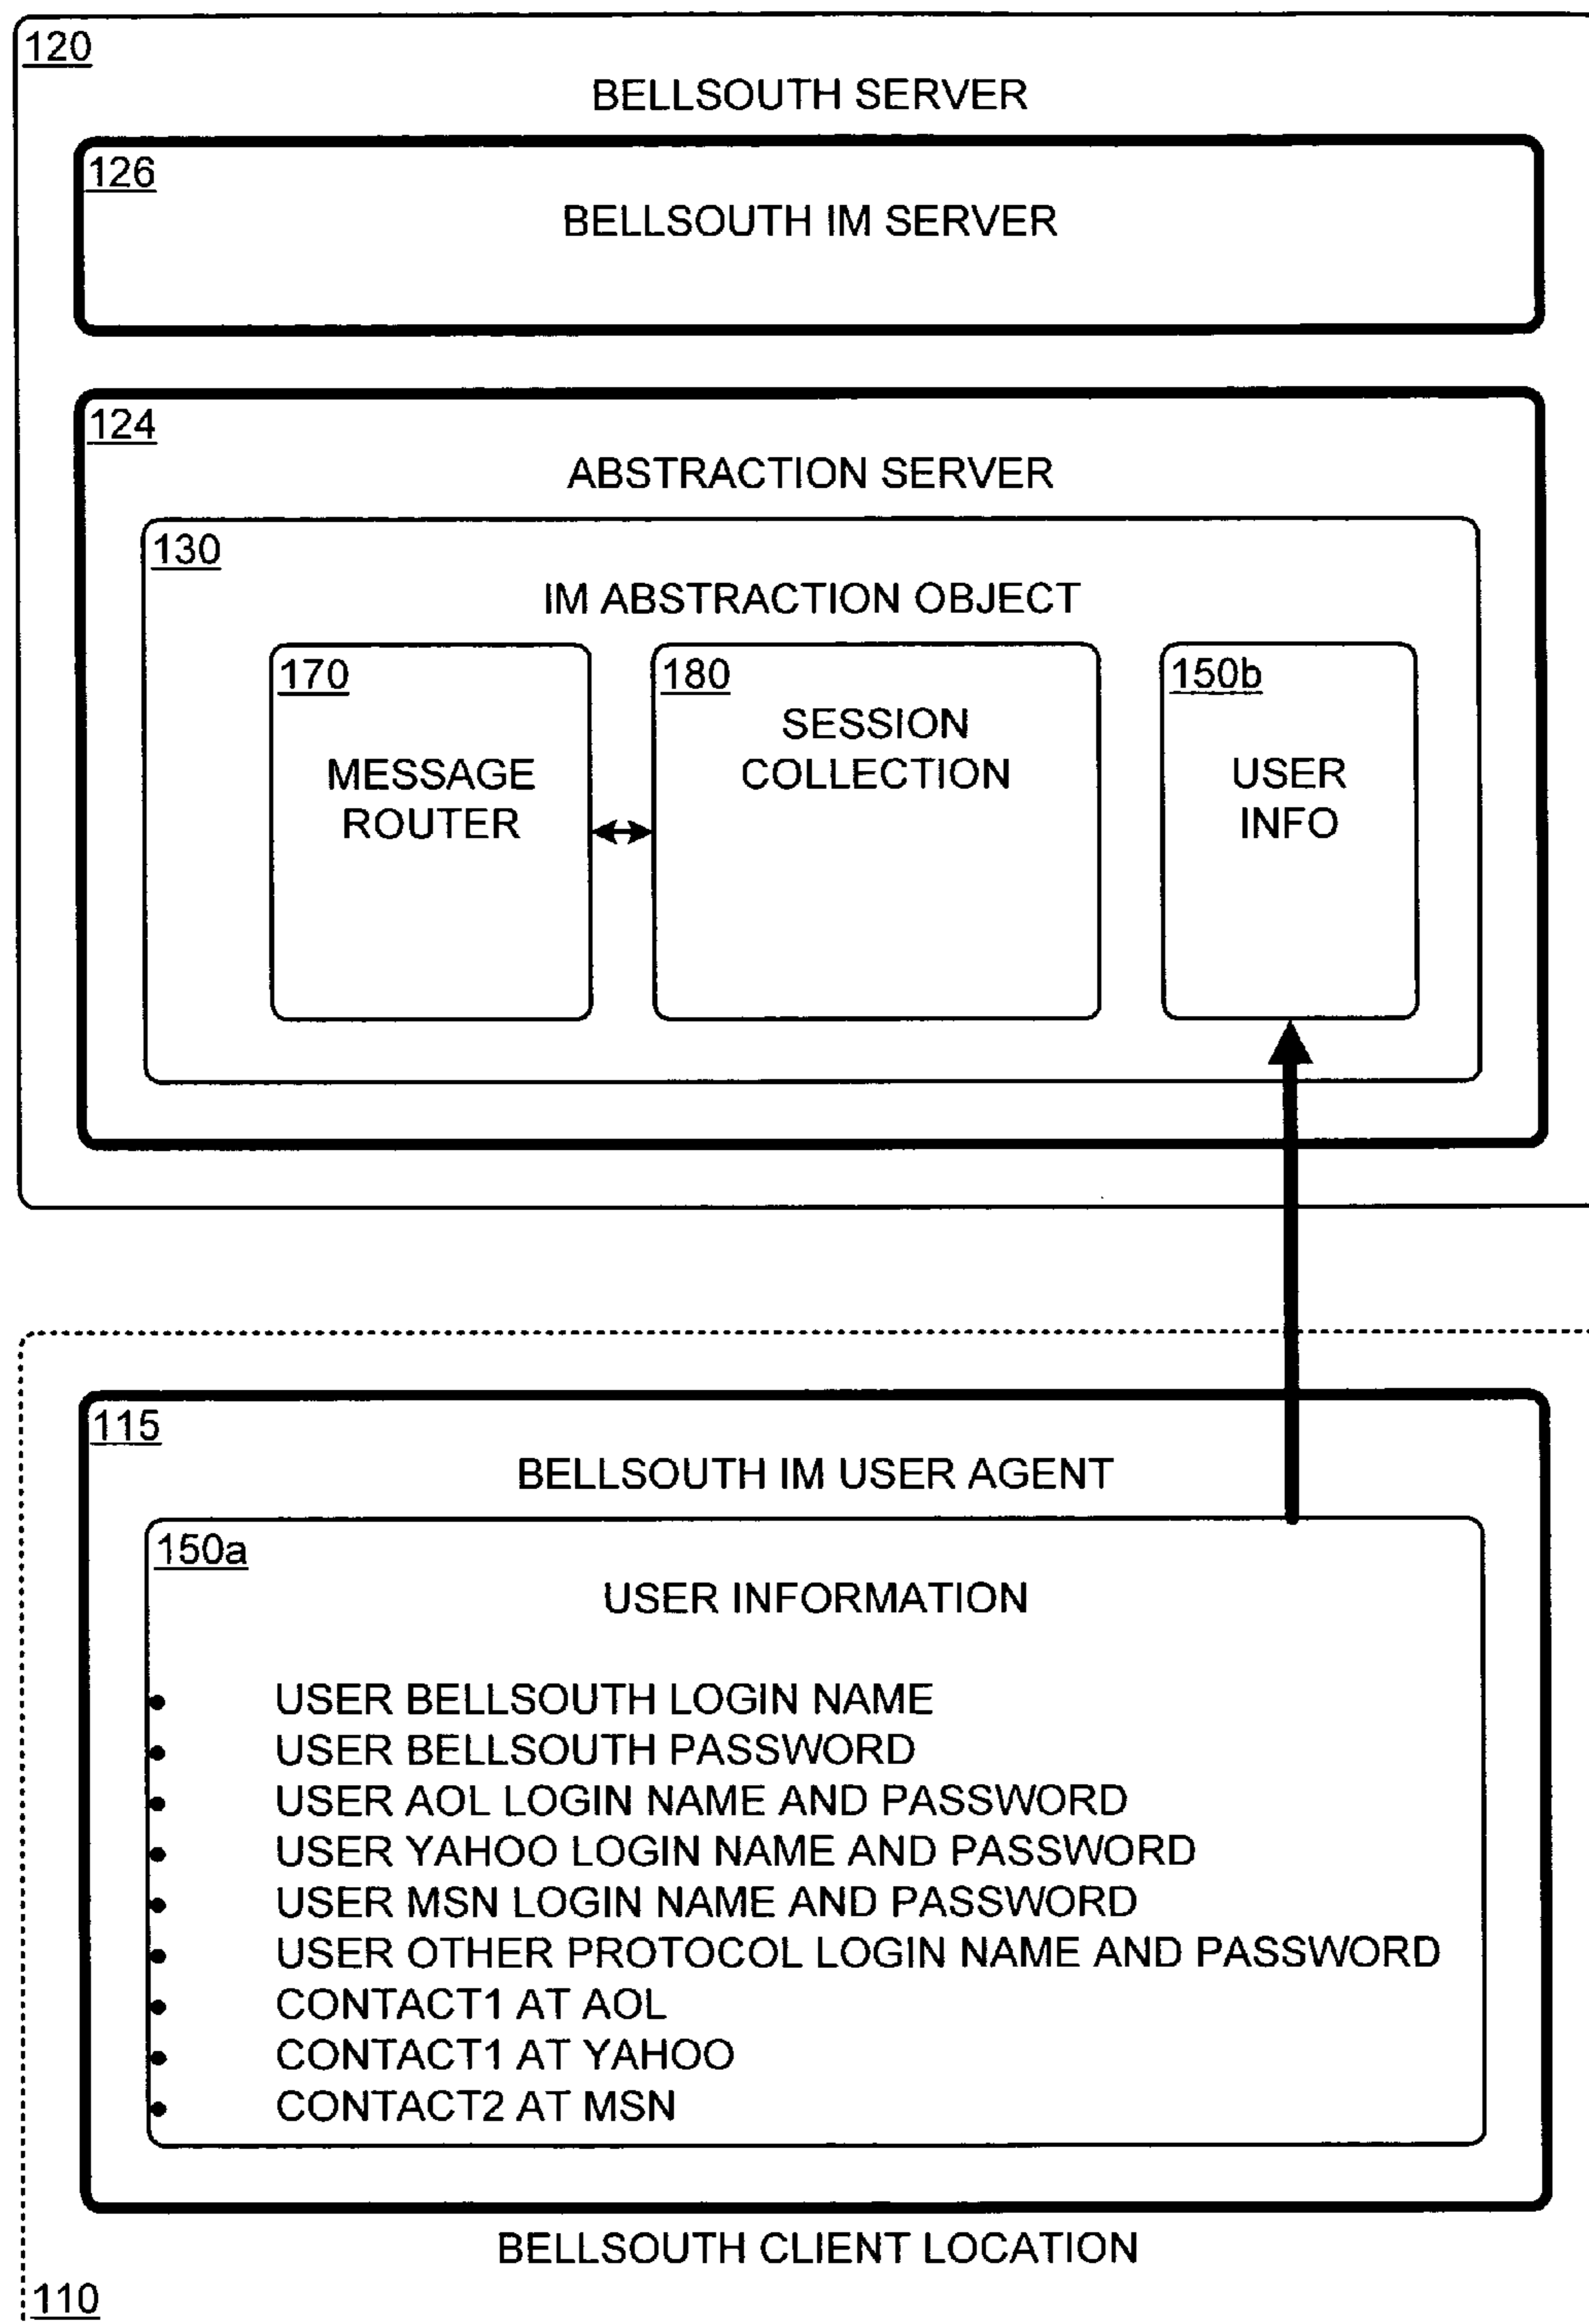 120
BELLSOUTH SERVER
126
BELLSOUTH IM SERVER
124
ABSTRACTION SERVER
130
IM ABSTRACTION OBJECT
170
MESSAGE
ROUTER
180
SESSION
COLLECTION
150b
USER
INFO
115
BELLSOUTH IM USER AGENT
150a
USER INFORMATION
• USER BELLSOUTH LOGIN NAME
• USER BELLSOUTH PASSWORD
• USER AOL LOGIN NAME AND PASSWORD
• USER YAHOO LOGIN NAME AND PASSWORD
• USER MSN LOGIN NAME AND PASSWORD
• USER OTHER PROTOCOL LOGIN NAME AND PASSWORD
• CONTACT1 AT AOL
• CONTACT1 AT YAHOO
• CONTACT2 AT MSN
BELLSOUTH CLIENT LOCATION
110